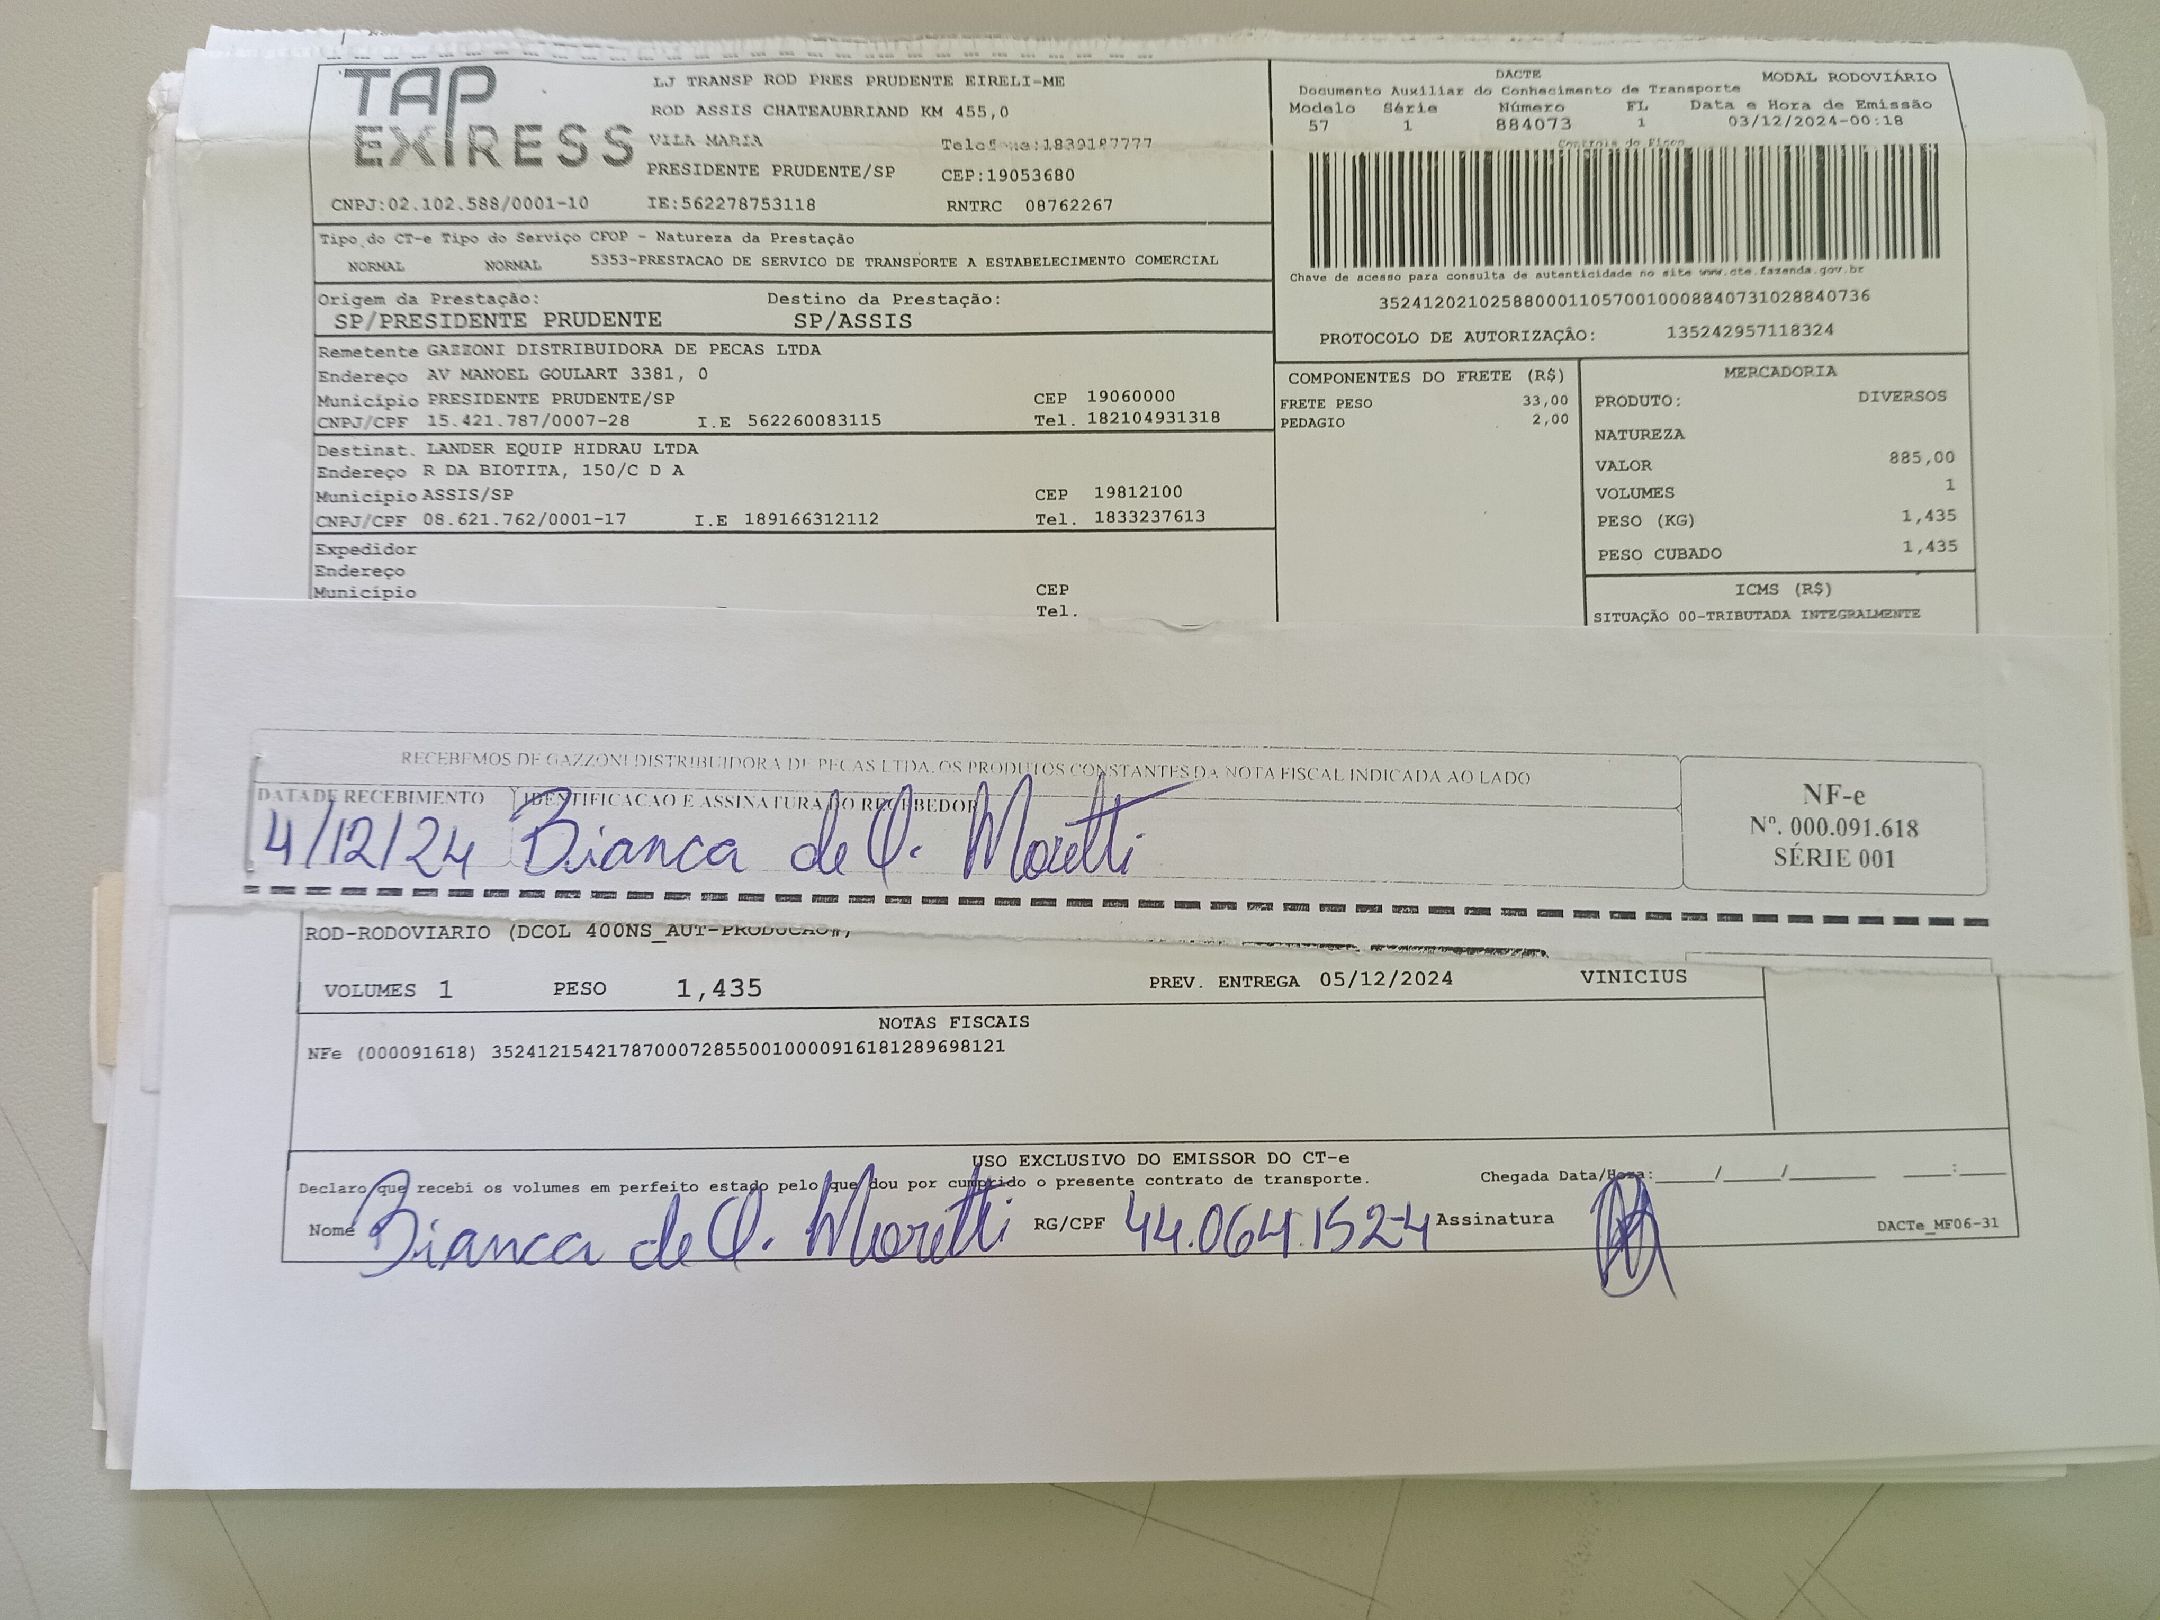 TAP EXPRESS
LJ TRANSP ROD PRES PRUDENTE EIRELI-ME
ROD ASSIS CHATEAUBRIAND KM 455,0
VILA MARIA
PRESIDENTE PRUDENTE/SP CEP:19053680
CNPJ:02.102.588/0001-10 IE:562278753118 RNTRC 08762267
DACTE MODAL RODOVIÁRIO
Documento Auxiliar do Conhecimento de Transporte
Modelo Série Número FL Data e Hora de Emissão
57 1 884073 1 03/12/2024-00:18
Controle do Fisco
Chave de acesso para consulta de autenticidade no site www.cte.fazenda.gov.br
35241202102588000110570010008840731028840736
PROTOCOLO DE AUTORIZAÇÃO: 135242957118324
Tipo do CT-e Tipo do Serviço CFOP - Natureza da Prestação
NORMAL NORMAL 5353-PRESTACAO DE SERVICO DE TRANSPORTE A ESTABELECIMENTO COMERCIAL
Origem da Prestação: Destino da Prestação:
SP/PRESIDENTE PRUDENTE SP/ASSIS
Remetente GAZZONI DISTRIBUIDORA DE PECAS LTDA
Endereço AV MANOEL GOULART 3381, 0
Município PRESIDENTE PRUDENTE/SP CEP 19060000
CNPJ/CPF 15.421.787/0007-28 I.E 562260083115 Tel. 182104931318
Destinat. LANDER EQUIP HIDRAU LTDA
Endereço R DA BIOTITA, 150/C D A
Município ASSIS/SP CEP 19812100
CNPJ/CPF 08.621.762/0001-17 I.E 189166312112 Tel. 1833237613
Expedidor
Endereço
Município CEP
Tel.
COMPONENTES DO FRETE (R$)
FRETE PESO 33,00
PEDAGIO 2,00
MERCADORIA
PRODUTO: DIVERSOS
NATUREZA
VALOR 885,00
VOLUMES 1
PESO (KG) 1,435
PESO CUBADO 1,435
ICMS (R$)
SITUAÇÃO 00-TRIBUTADA INTEGRALMENTE
RECEBEMOS DE GAZZONI DISTRIBUIDORA DE PECAS LTDA. OS PRODUTOS CONSTANTES DA NOTA FISCAL INDICADA AO LADO
DATA DE RECEBIMENTO IDENTIFICACAO E ASSINATURA DO RECEBEDOR
4/12/24 Bianca de O. Moretti
NF-e
Nº. 000.091.618
SÉRIE 001
ROD-RODOVIARIO (DCOL 400NS_AUT-PRODUCAO
VOLUMES 1 PESO 1,435 PREV. ENTREGA 05/12/2024 VINICIUS
NOTAS FISCAIS
NFe (000091618) 35241215421787000728550010000916181289698121
USO EXCLUSIVO DO EMISSOR DO CT-e
Declaro que recebi os volumes em perfeito estado pelo que dou por cumprido o presente contrato de transporte. Chegada Data/Hora:___/___/___ ___:___
Nome Bianca de O. Moretti RG/CPF 44.064.152-4 Assinatura DACTe_MF06-31